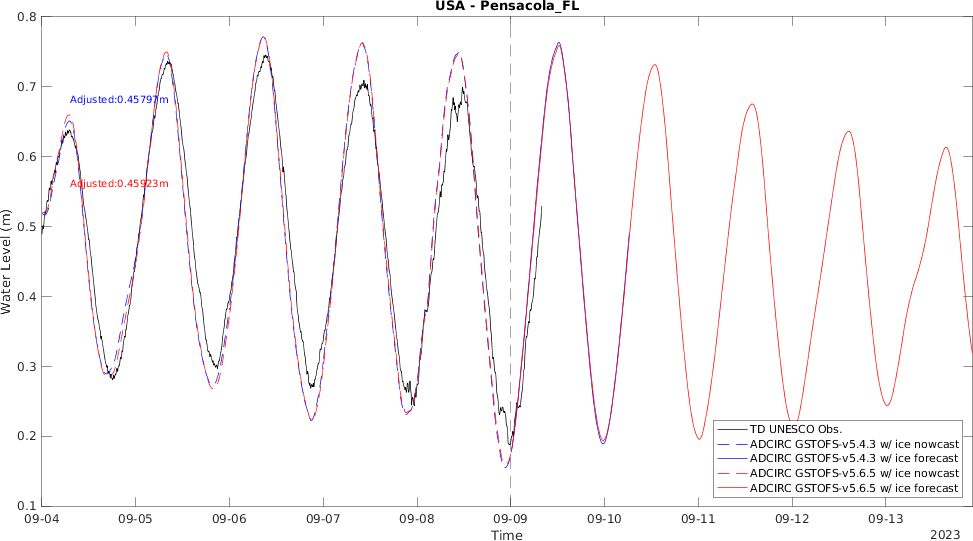 USA - Pensacola_FL
0.8
0.7
0.6
0.5
0.4
0.3
0.2
0.1
Water Level (m)
Adjusted:0.45797m
Adjusted:0.45923m
TD UNESCO Obs.
ADCIRC GSTOFS-v5.4.3 w/ ice nowcast
ADCIRC GSTOFS-v5.4.3 w/ ice forecast
ADCIRC GSTOFS-v5.6.5 w/ ice nowcast
ADCIRC GSTOFS-v5.6.5 w/ ice forecast
09-04 09-05 09-06 09-07 09-08 09-09 09-10 09-11 09-12 09-13
Time
2023